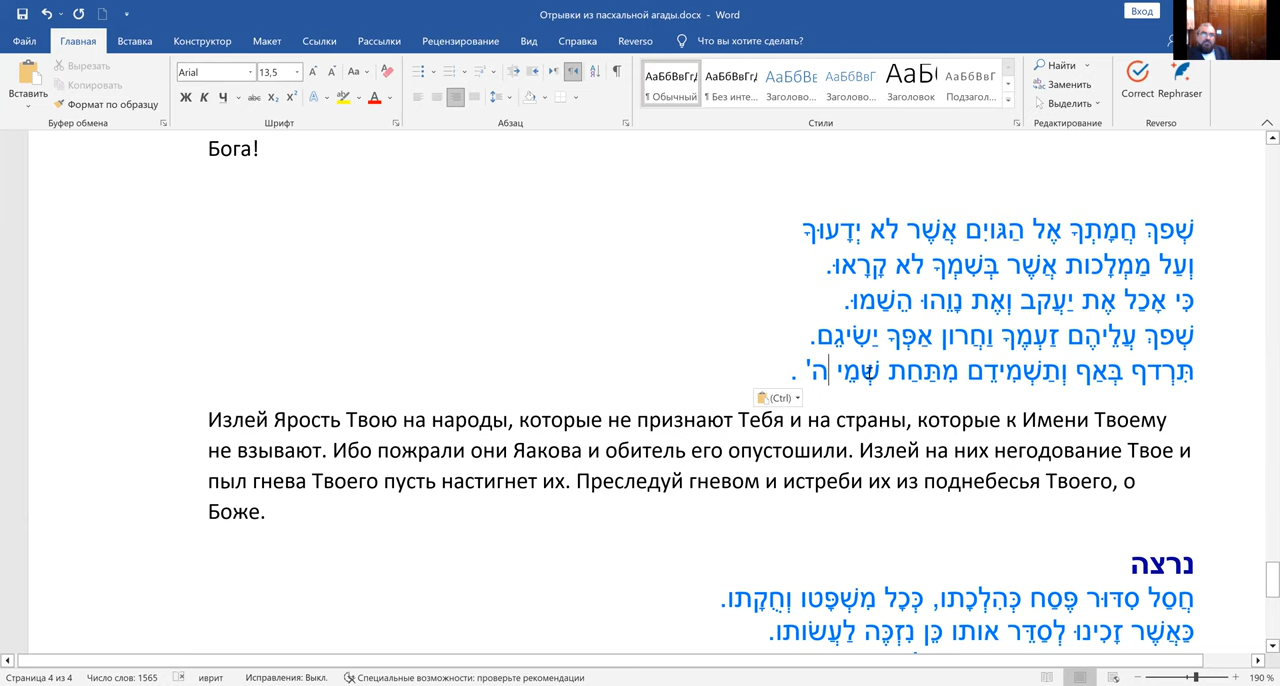 Отрывки из пасхальной агады.docx - Word
Вход
Файл Главная Вставка Конструктор Макет Ссылки Рассылки Рецензирование Вид Справка Reverso Что вы хотите сделать?
Вставить
Вырезать
Копировать
Формат по образцу
Буфер обмена
Arial 13,5
Ж К Ч abc X₂ X²
Шрифт
Абзац
АаБбВвГг, АаБбВвГг, АаБбВв АаБбВвГ АаБбВ АаБбВвГ
¶ Обычный ¶ Без инте... Заголово... Заголово... Заголовок Подзагол...
Стили
Найти
Заменить
Выделить
Редактирование
Correct Rephraser
Reverso
Бога!
שְׁפֹךְ חֲמָתְךָ אֶל הַגּוֹיִם אֲשֶׁר לֹא יְדָעוּךָ
וְעַל מַמְלָכוֹת אֲשֶׁר בְּשִׁמְךָ לֹא קָרָאוּ.
כִּי אָכַל אֶת יַעֲקֹב וְאֶת נָוֵהוּ הֵשַׁמּוּ.
שְׁפֹךְ עֲלֵיהֶם זַעְמֶךָ וַחֲרוֹן אַפְּךָ יַשִּׂיגֵם.
תִּרְדֹּף בְּאַף וְתַשְׁמִידֵם מִתַּחַת שְׁמֵי ה' .
(Ctrl)
Излей Ярость Твою на народы, которые не признают Тебя и на страны, которые к Имени Твоему
не взывают. Ибо пожрали они Яакова и обитель его опустошили. Излей на них негодование Твое и
пыл гнева Твоего пусть настигнет их. Преследуй гневом и истреби их из поднебесья Твоего, о
Боже.
נרצה
חֲסַל סִדּוּר פֶּסַח כְּהִלְכָתוֹ, כְּכָל מִשְׁפָּטוֹ וְחֻקָתוֹ.
כַּאֲשֶׁר זָכִינוּ לְסַדֵּר אוֹתוֹ כֵּן נִזְכֶּה לַעֲשׂוֹתוֹ.
Страница 4 из 4 Число слов: 1565 иврит Исправления: Выкл. Специальные возможности: проверьте рекомендации 190 %